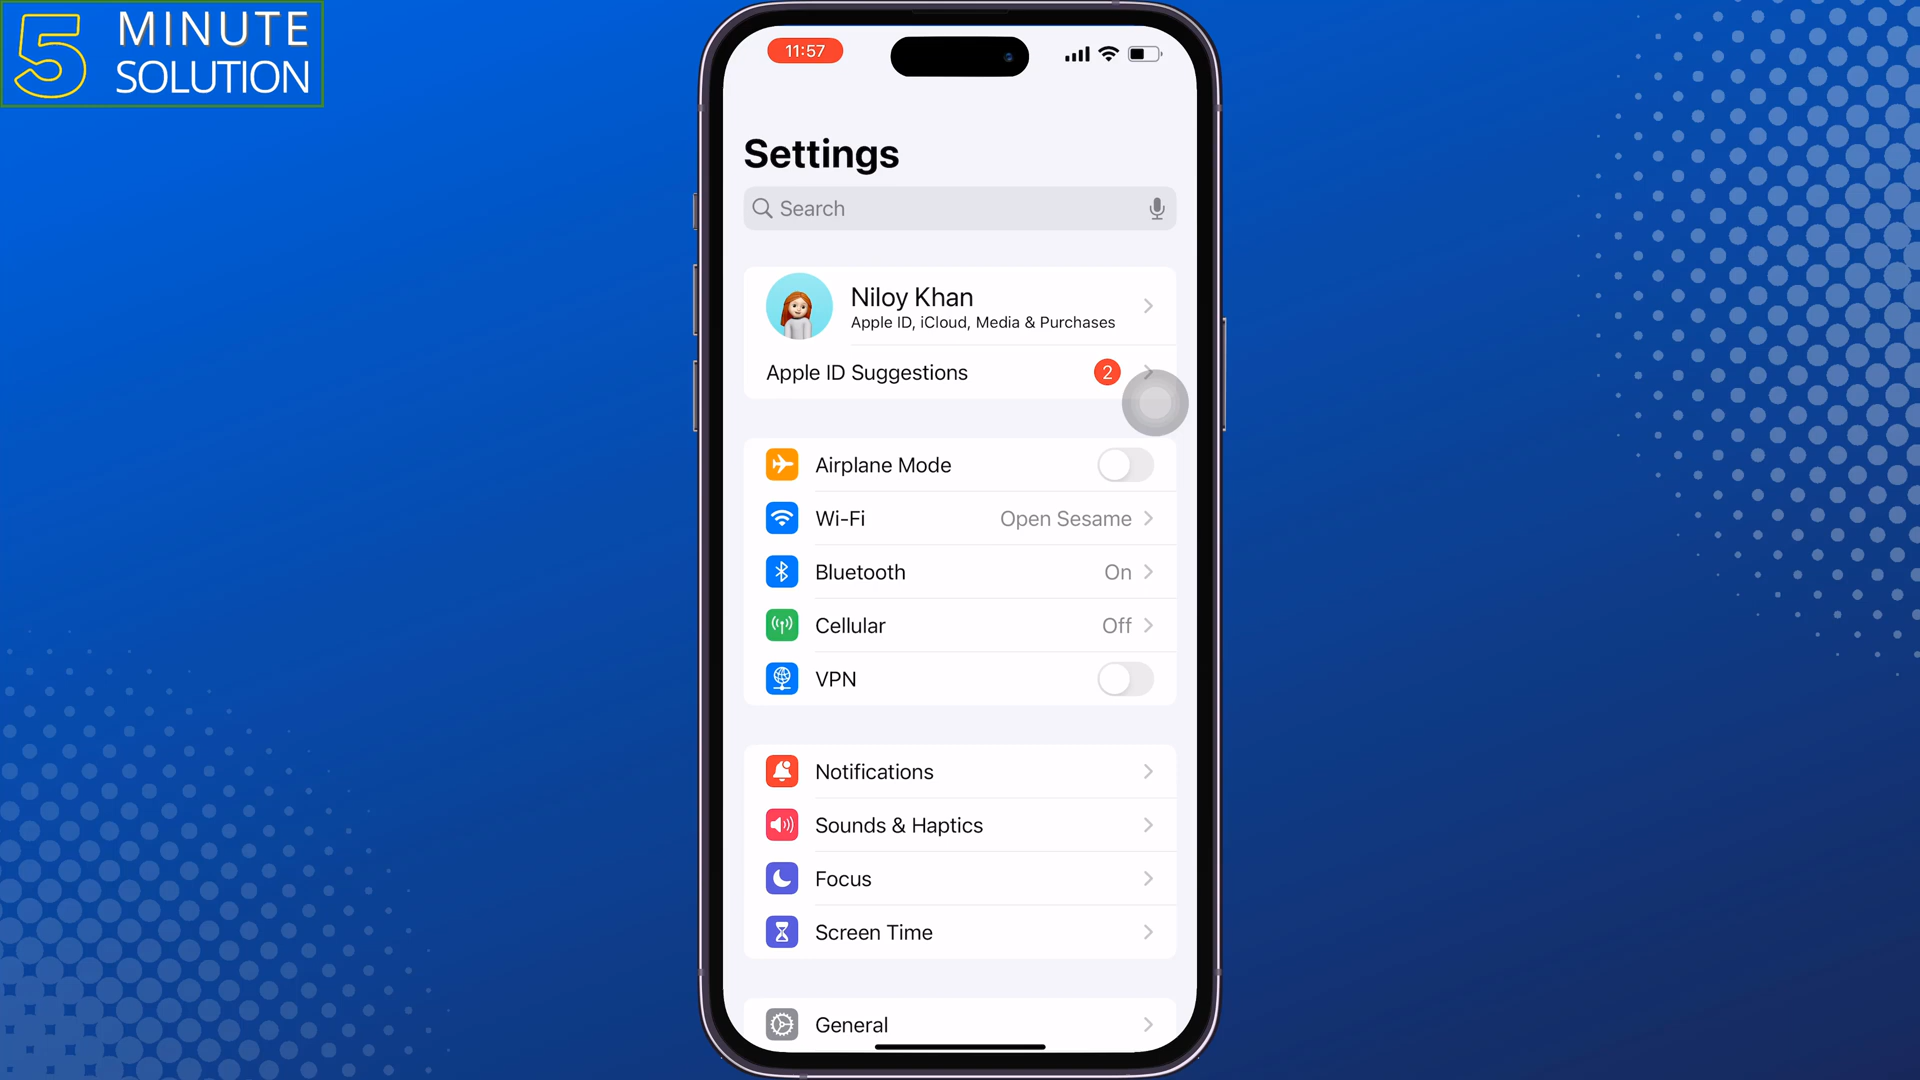 5 MINUTE
SOLUTION
11:57
Settings
Search
Niloy Khan
Apple ID, iCloud, Media & Purchases
Apple ID Suggestions 2
Airplane Mode
Wi-Fi Open Sesame
Bluetooth On
Cellular Off
VPN
Notifications
Sounds & Haptics
Focus
Screen Time
General